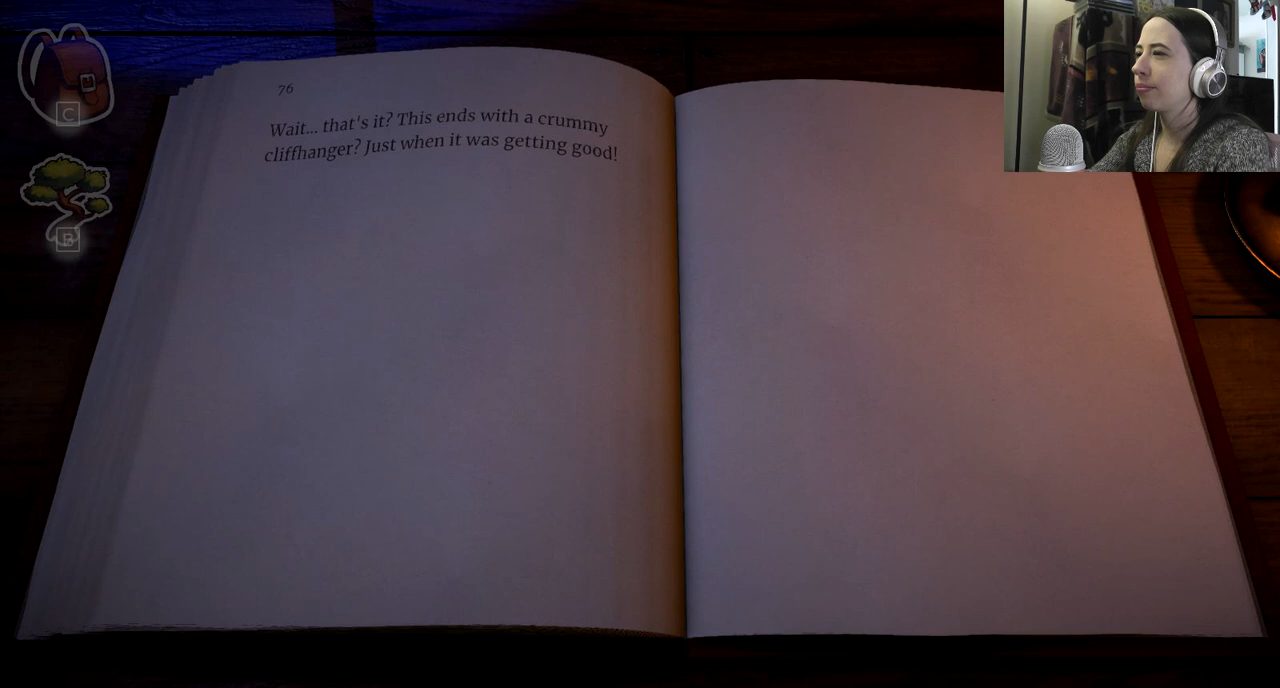 76
Wait... that's it? This ends with a crummy
cliffhanger? Just when it was getting good!
C
B